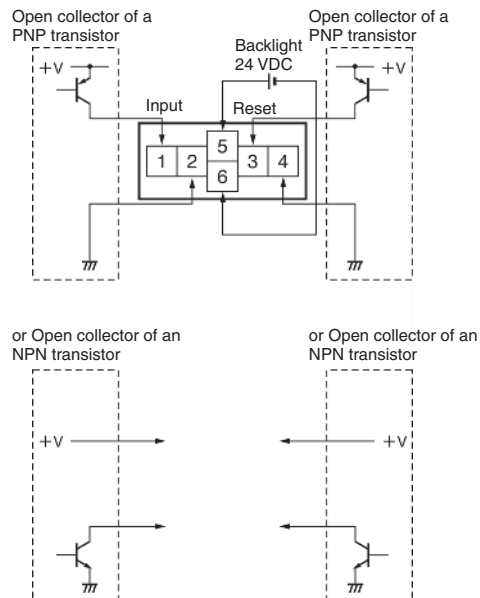 Open collector of a
PNP transistor
Open collector of a
PNP transistor
Backlight
24 VDC
+V
+V
Input
Reset
1 2 5 6 3 4
or Open collector of an
NPN transistor
or Open collector of an
NPN transistor
+V
+V